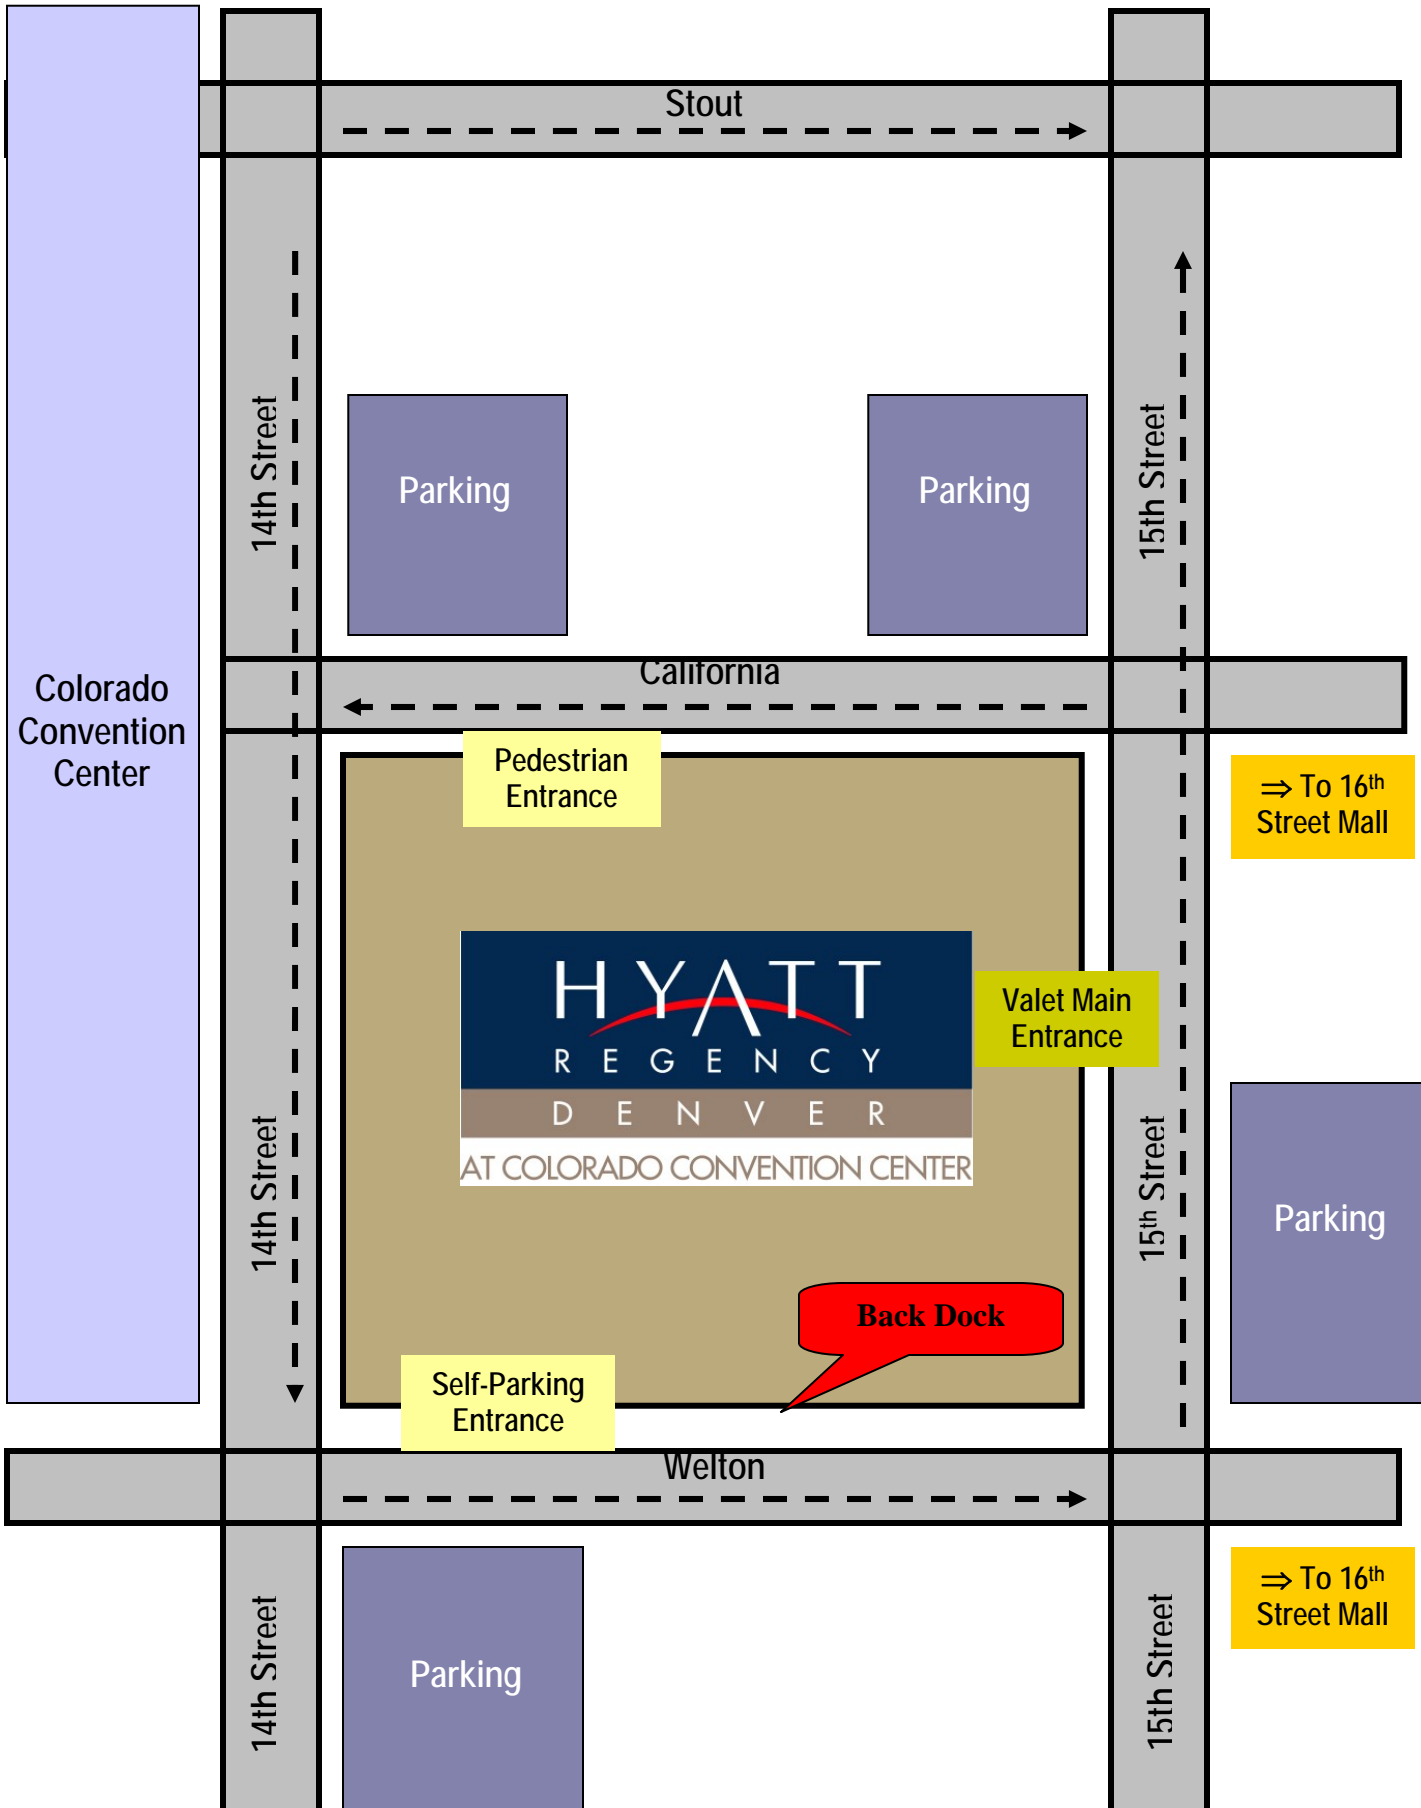 Stout
14th Street
Parking
Parking
15th Street
California
Colorado
Convention
Center
Pedestrian
Entrance
⇒ To 16th
Street Mall
HYATT
REGENCY
DENVER
AT COLORADO CONVENTION CENTER
Valet Main
Entrance
14th Street
15th Street
Parking
Back Dock
Self-Parking
Entrance
Welton
14th Street
Parking
15th Street
⇒ To 16th
Street Mall